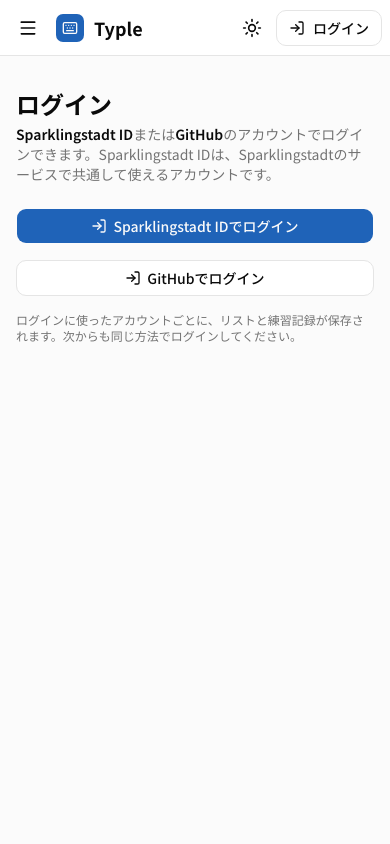 Typle
ログイン
ログイン
Sparklingstadt IDまたはGitHubのアカウントでログイ
ンできます。Sparklingstadt IDは、Sparklingstadtのサ
ービスで共通して使えるアカウントです。
Sparklingstadt IDでログイン
GitHubでログイン
ログインに使ったアカウントごとに、リストと練習記録が保存さ
れます。次からも同じ方法でログインしてください。